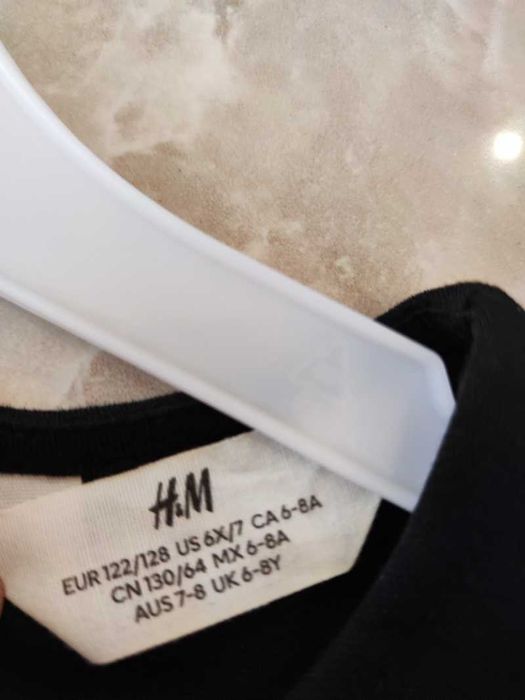 H&M
EUR 122/128 US 6X/7 CA 6-8A
CN 130/64 MX 6-8A
AUS 7-8 UK 6-8Y